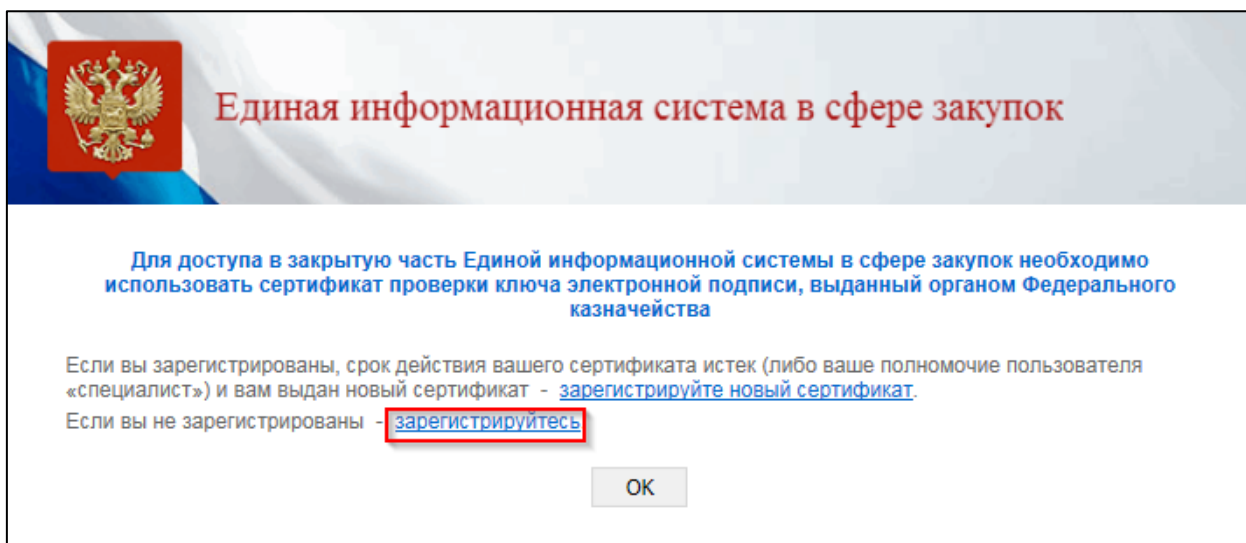 Единая информационная система в сфере закупок
Для доступа в закрытую часть Единой информационной системы в сфере закупок необходимо
использовать сертификат проверки ключа электронной подписи, выданный органом Федерального
казначейства
Если вы зарегистрированы, срок действия вашего сертификата истек (либо ваше полномочие пользователя
«специалист») и вам выдан новый сертификат - зарегистрируйте новый сертификат.
Если вы не зарегистрированы - зарегистрируйтесь
OK